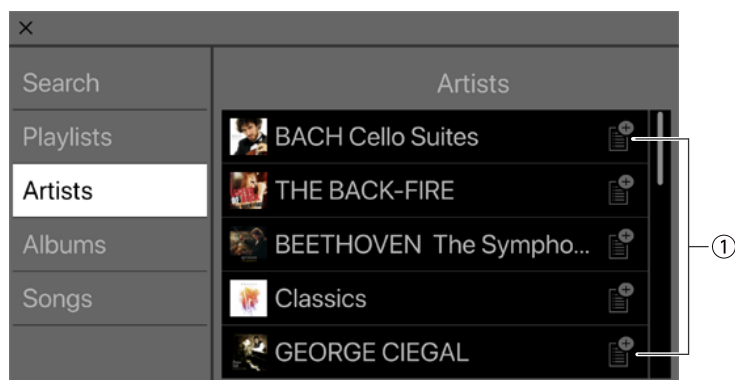 ×
Search
Artists
Playlists
BACH Cello Suites
Artists
THE BACK-FIRE
Albums
BEETHOVEN The Sympho...
①
Songs
Classics
GEORGE CIEGAL